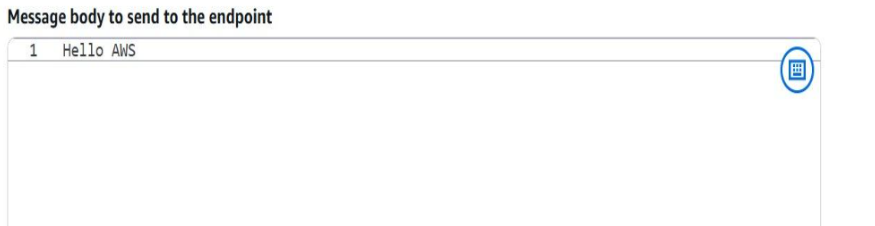 Message body to send to the endpoint
1 Hello AWS